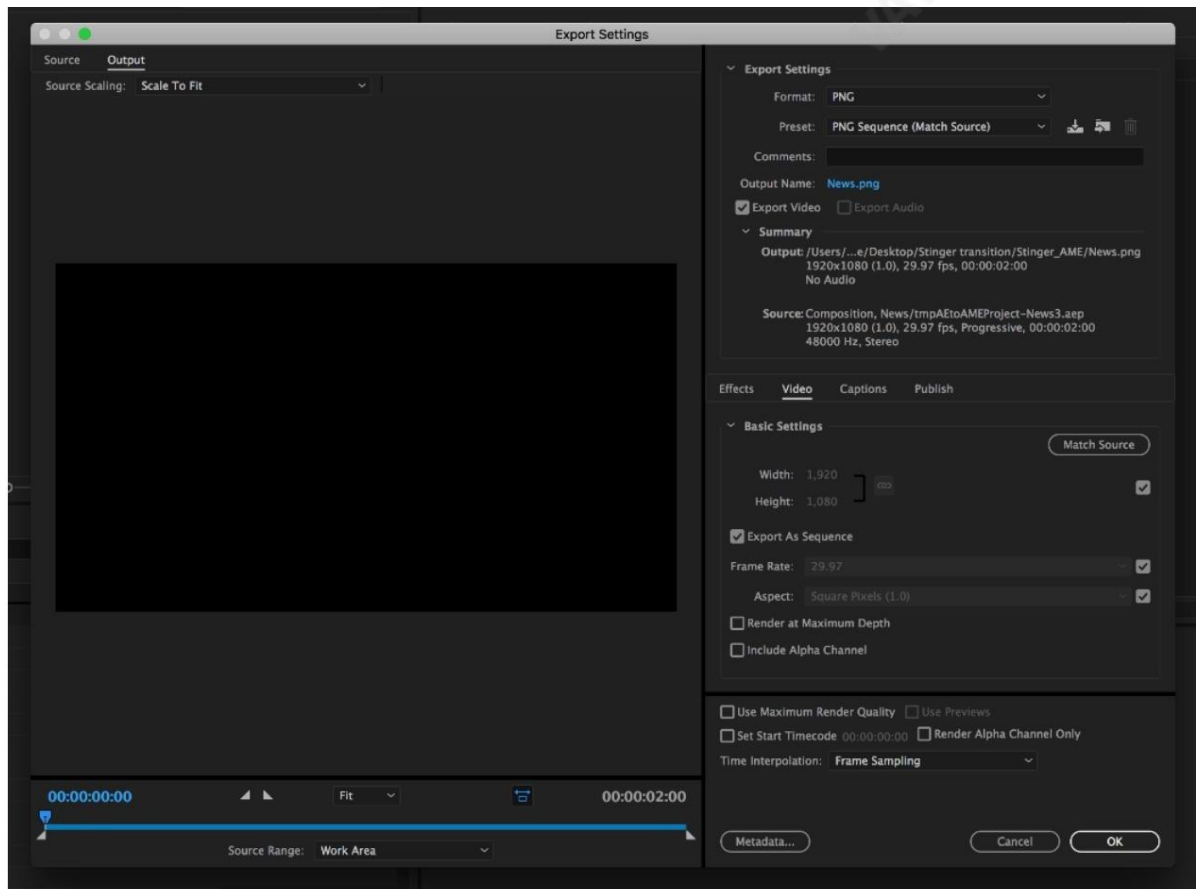 Export Settings
Source Output
Source Scaling: Scale To Fit
Export Settings
Format: PNG
Preset: PNG Sequence (Match Source)
Comments:
Output Name: News.png
Export Video Export Audio
Summary
Output: /Users/...e/Desktop/Stinger transition/Stinger_AME/News.png
1920x1080 (1.0), 29.97 fps, 00:00:02:00
No Audio
Source: Composition, News/tmpAEtoAMEProject-News3.aep
1920x1080 (1.0), 29.97 fps, Progressive, 00:00:02:00
48000 Hz, Stereo
Effects Video Captions Publish
Basic Settings
Match Source
Width: 1,920
Height: 1,080
Export As Sequence
Frame Rate: 29.97
Aspect: Square Pixels (1.0)
Render at Maximum Depth
Include Alpha Channel
Use Maximum Render Quality Use Previews
Set Start Timecode 00:00:00:00 Render Alpha Channel Only
Time Interpolation: Frame Sampling
00:00:00:00 Fit 00:00:02:00
Source Range: Work Area
Metadata... Cancel OK